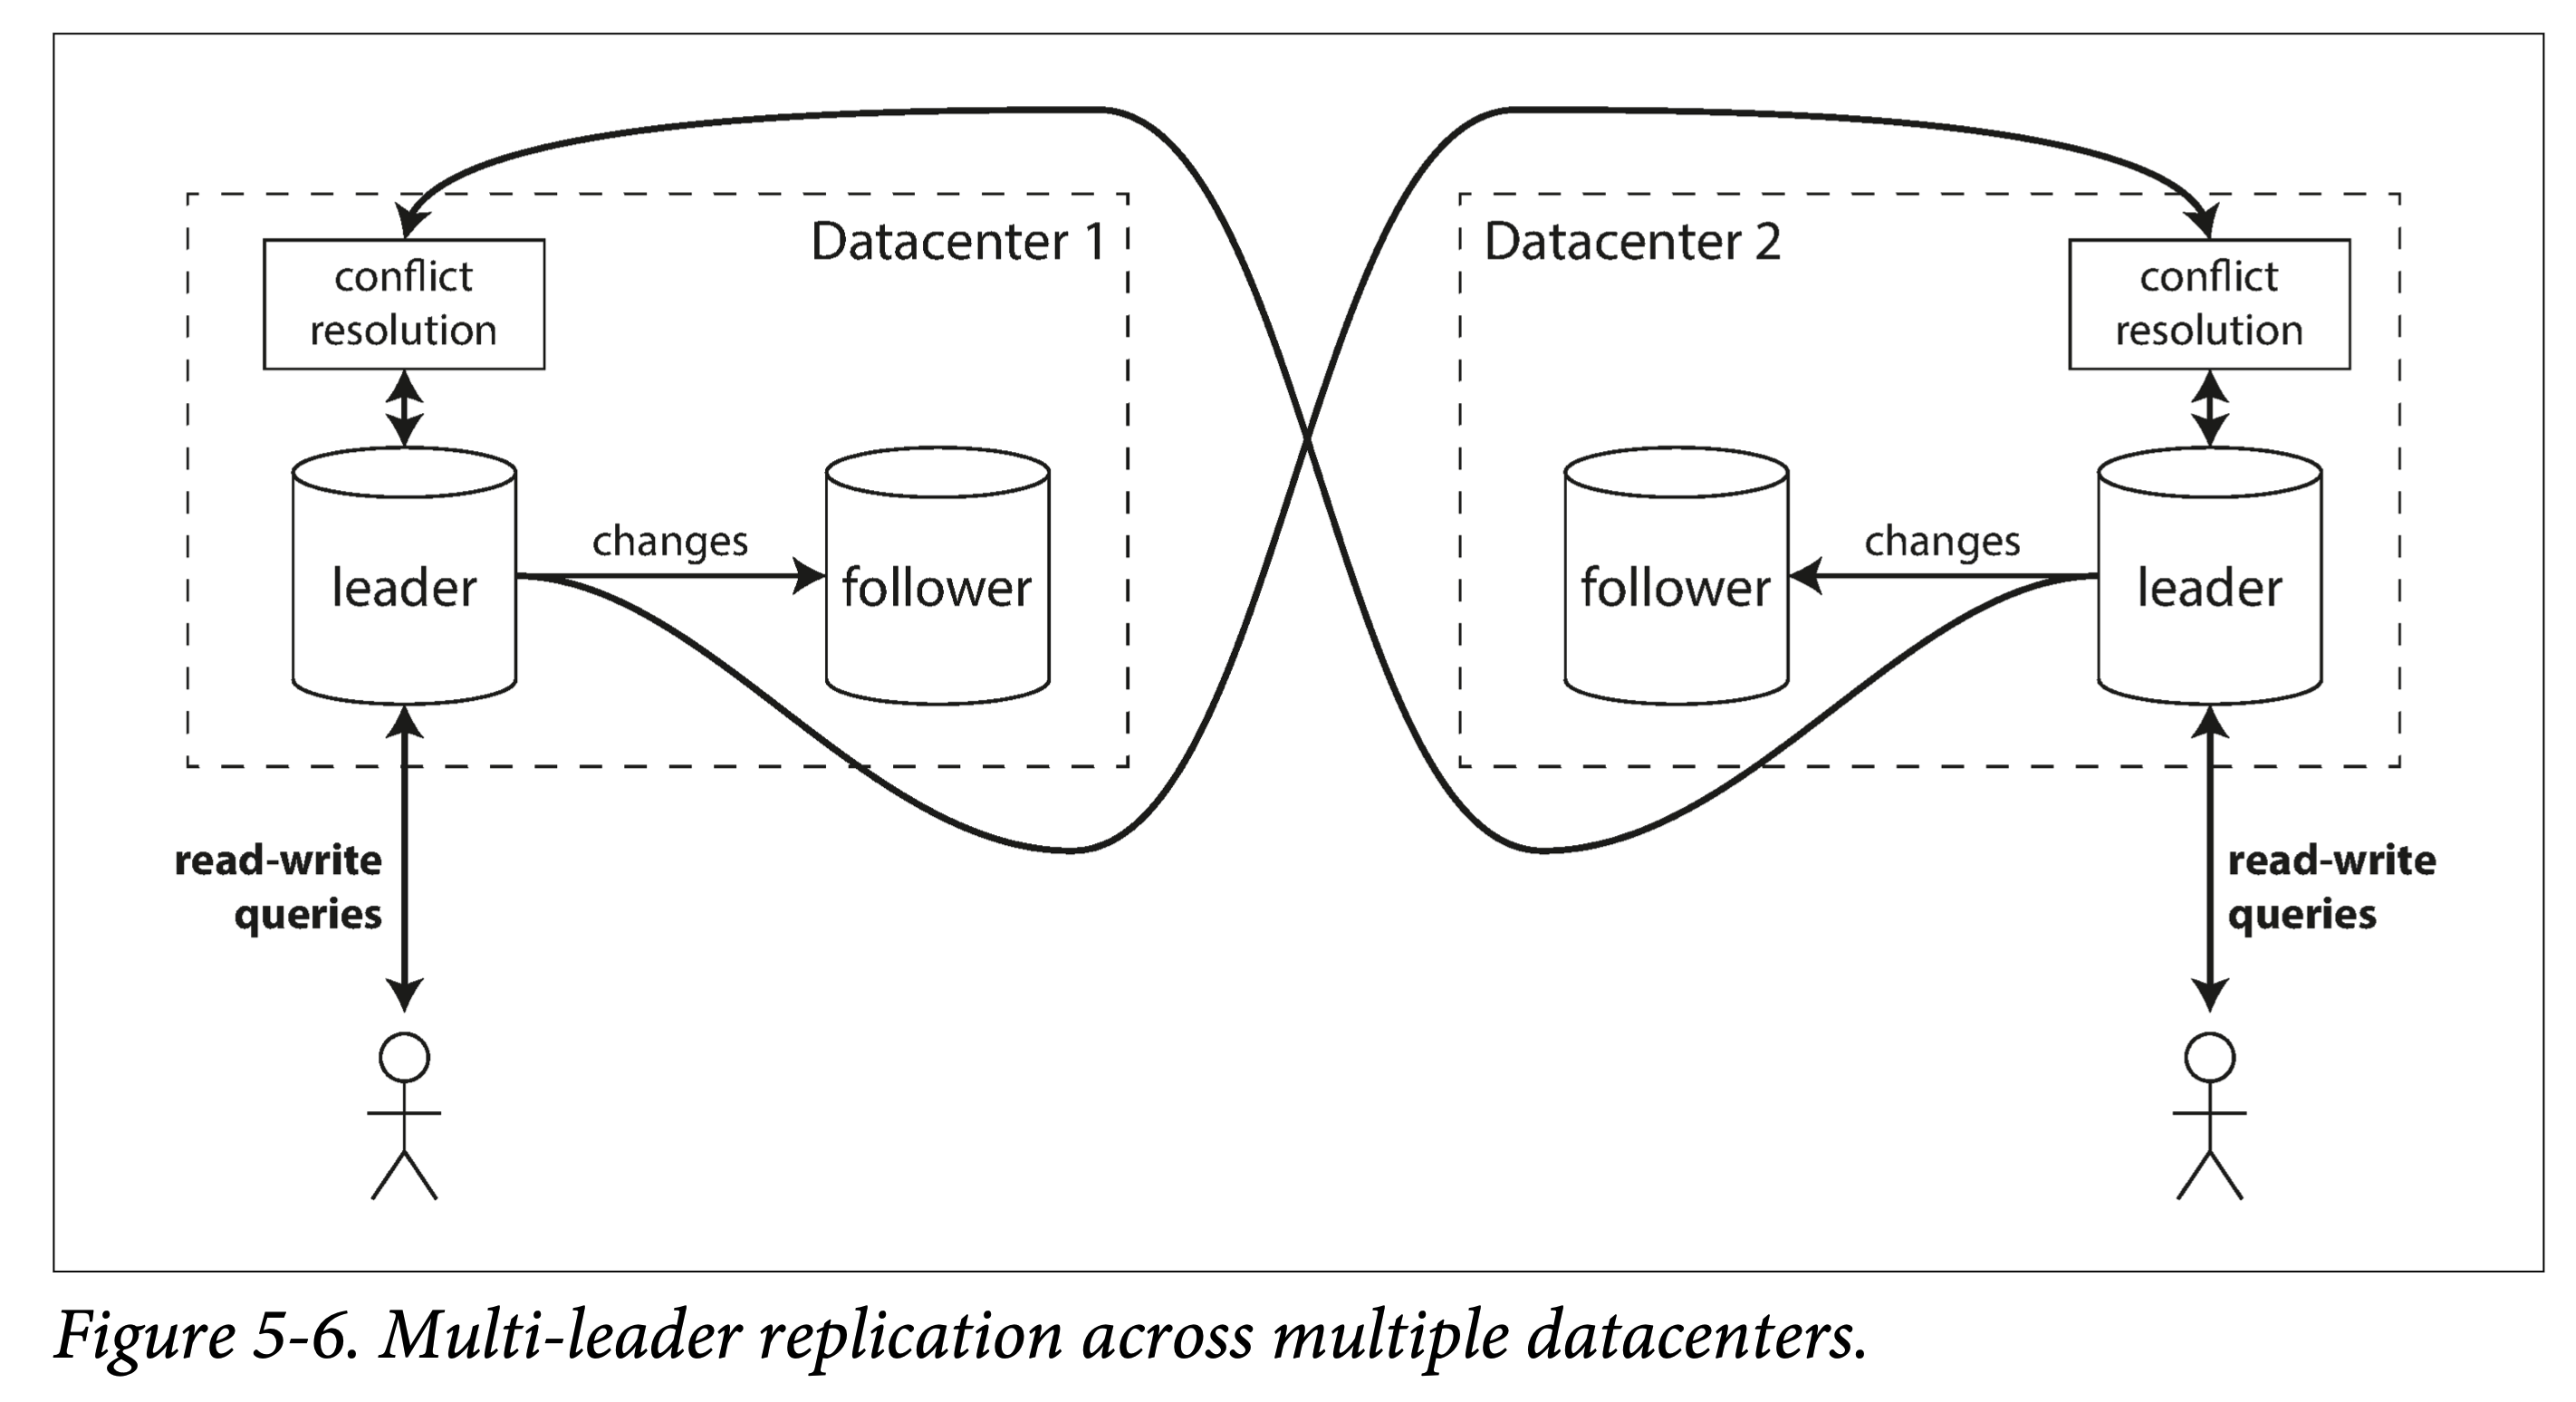 Datacenter 1
conflict
resolution
changes
leader
follower
read-write
queries
Datacenter 2
conflict
resolution
changes
follower
leader
read-write
queries
Figure 5-6. Multi-leader replication across multiple datacenters.